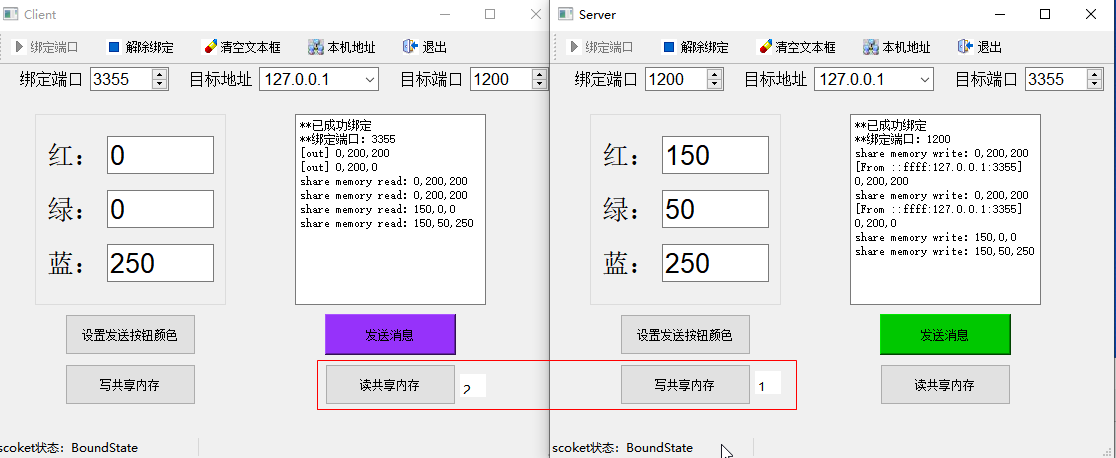 Client
绑定端口 解除绑定 清空文本框 本机地址 退出
绑定端口 3355 目标地址 127.0.0.1 目标端口 1200
红： 0
绿： 0
蓝： 250
**已成功绑定
**绑定端口: 3355
[out] 0,200,200
[out] 0,200,0
share memory read: 0,200,200
share memory read: 0,200,200
share memory read: 150,0,0
share memory read: 150,50,250
设置发送按钮颜色 发送消息
写共享内存 读共享内存 2
scoket状态: BoundState
Server
绑定端口 解除绑定 清空文本框 本机地址 退出
绑定端口 1200 目标地址 127.0.0.1 目标端口 3355
红： 150
绿： 50
蓝： 250
**已成功绑定
**绑定端口: 1200
share memory write: 0,200,200
[From ::ffff:127.0.0.1:3355]
0,200,200
share memory write: 0,200,200
[From ::ffff:127.0.0.1:3355]
0,200,0
share memory write: 150,0,0
share memory write: 150,50,250
设置发送按钮颜色 发送消息
写共享内存 1 读共享内存
scoket状态: BoundState